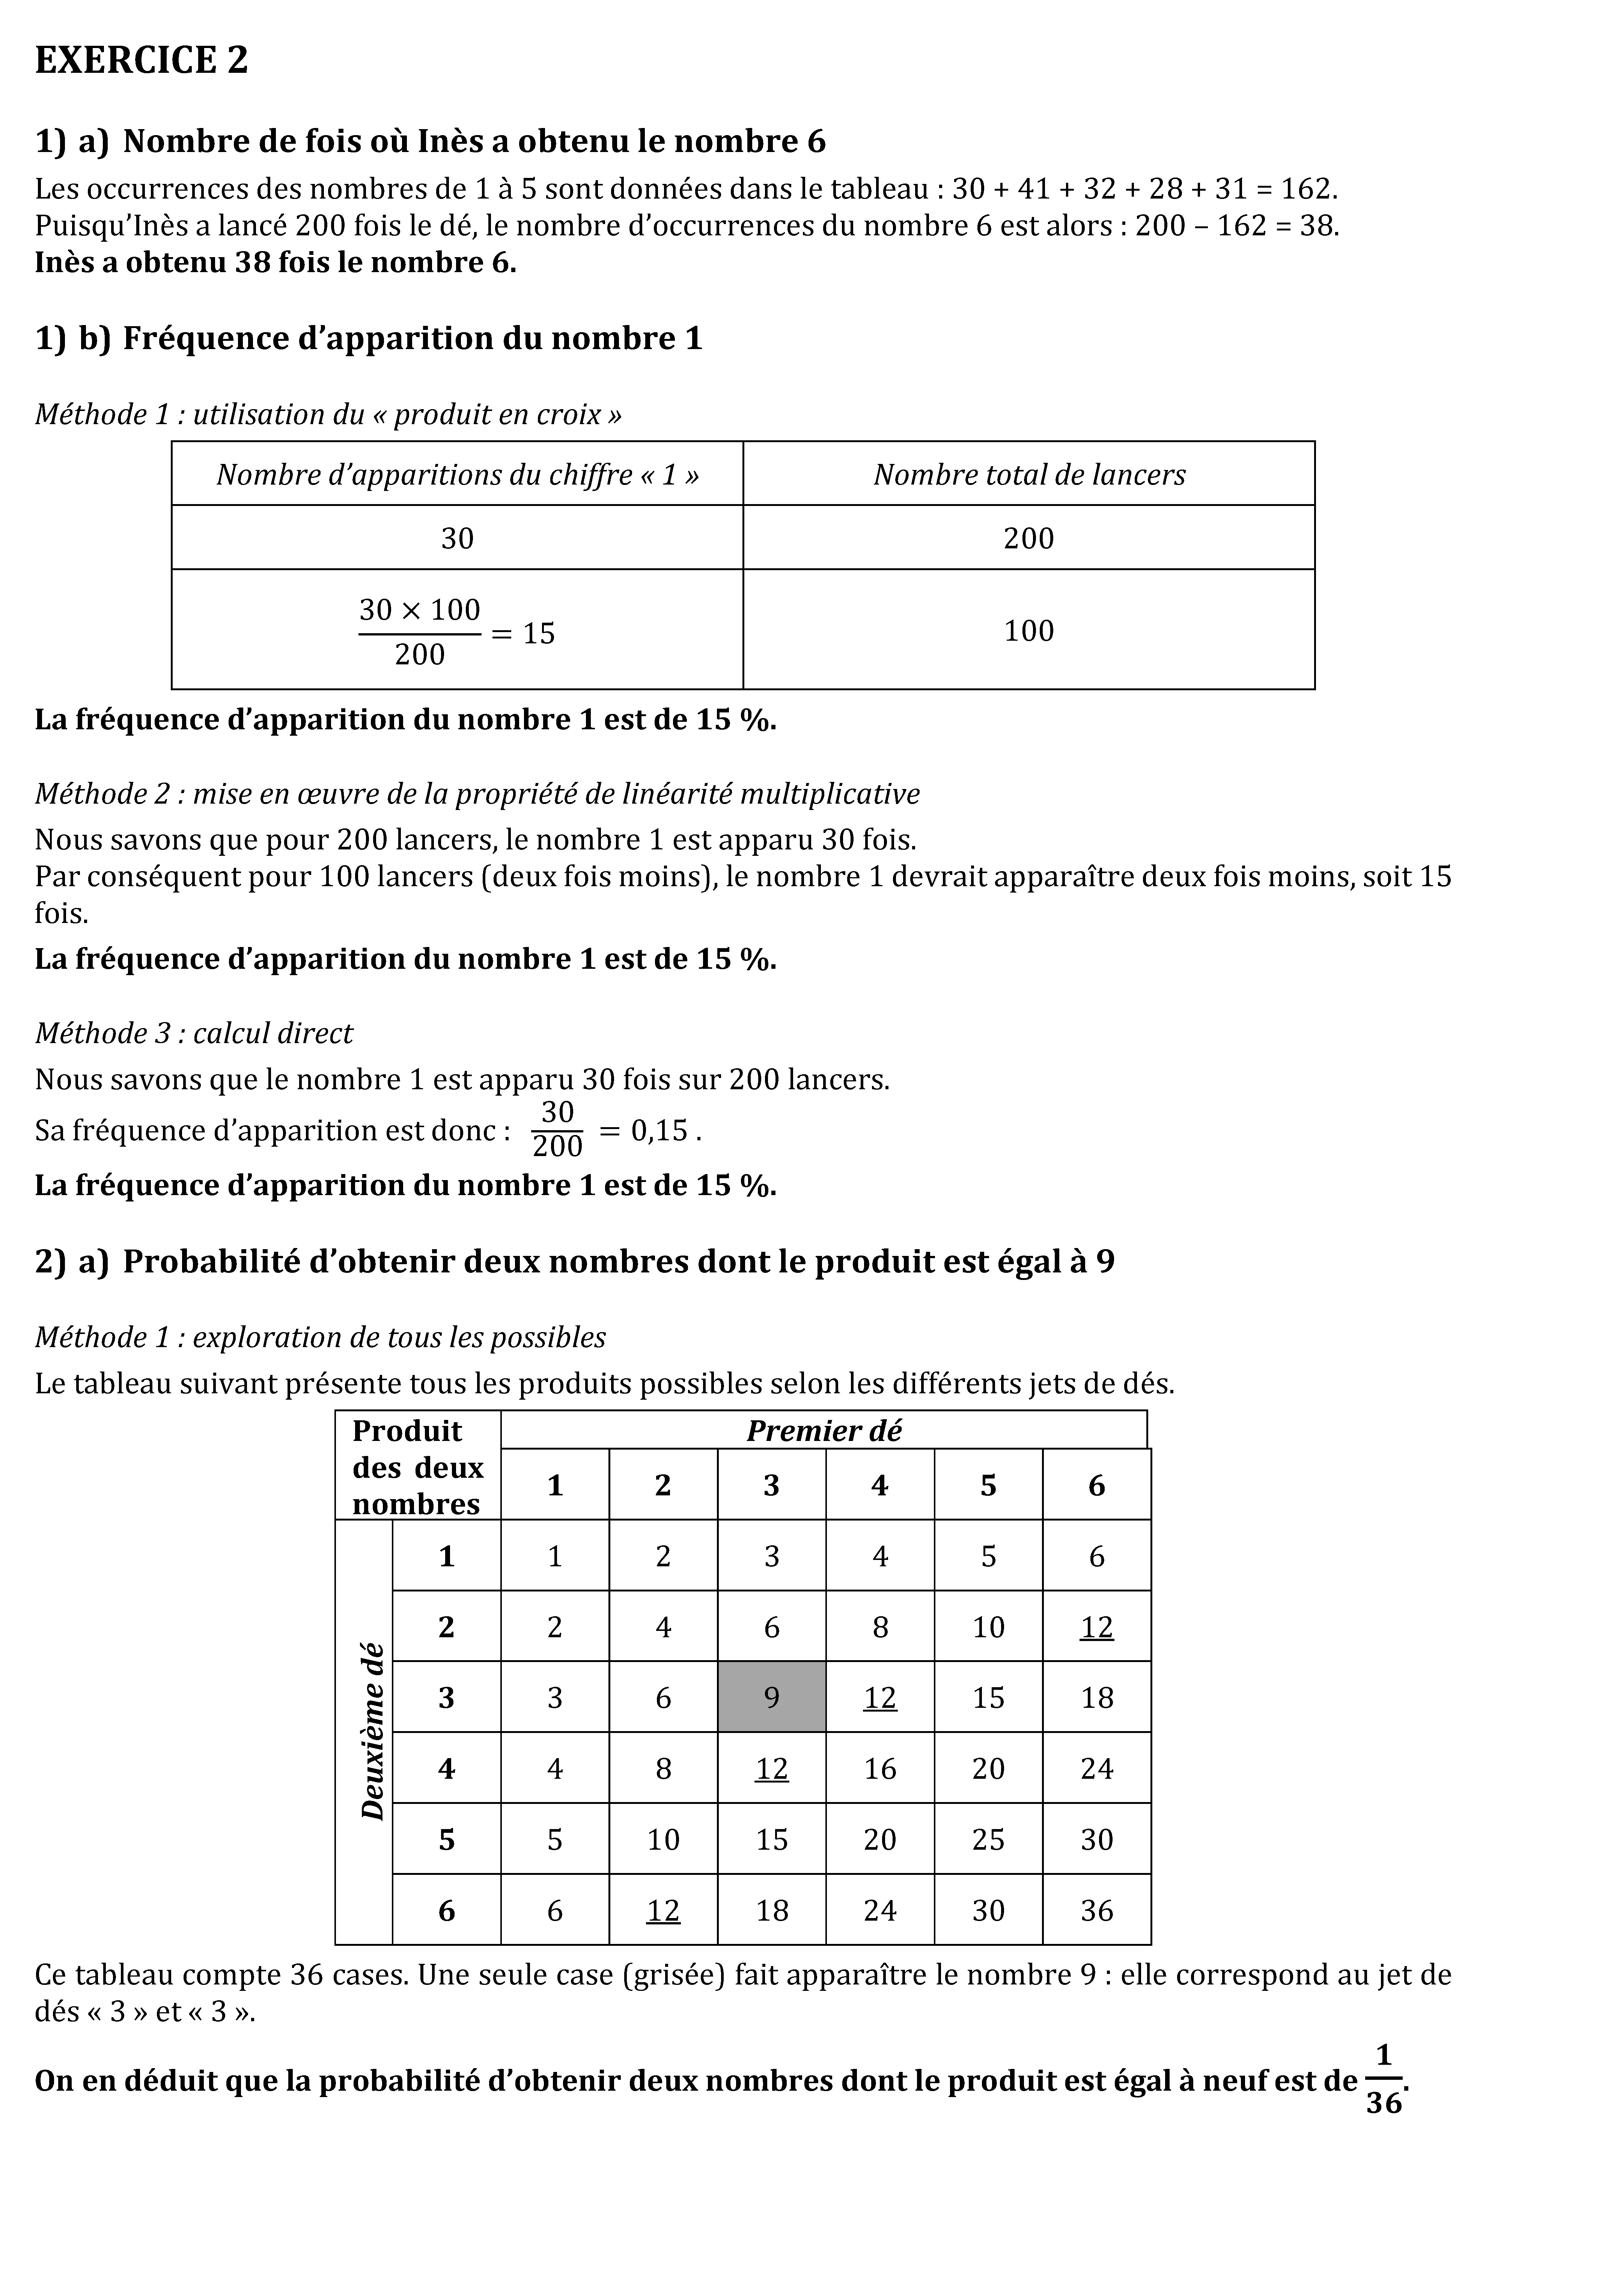 EXERCICE 2
1) a) Nombre de fois où Inès a obtenu le nombre 6
Les occurrences des nombres de 1 à 5 sont données dans le tableau : 30 + 41 + 32 + 28 + 31 = 162.
Puisqu’Inès a lancé 200 fois le dé, le nombre d’occurrences du nombre 6 est alors : 200 – 162 = 38.
Inès a obtenu 38 fois le nombre 6.
1) b) Fréquence d’apparition du nombre 1
Méthode 1 : utilisation du « produit en croix »
Nombre d’apparitions du chiffre « 1 » Nombre total de lancers
30 200
30 × 100
200
= 15
100
La fréquence d’apparition du nombre 1 est de 15 %.
Méthode 2 : mise en œuvre de la propriété de linéarité multiplicative
Nous savons que pour 200 lancers, le nombre 1 est apparu 30 fois.
Par conséquent pour 100 lancers (deux fois moins), le nombre 1 devrait apparaître deux fois moins, soit 15
fois.
La fréquence d’apparition du nombre 1 est de 15 %.
Méthode 3 : calcul direct
Nous savons que le nombre 1 est apparu 30 fois sur 200 lancers.
Sa fréquence d’apparition est donc : 30/200 = 0,15 .
La fréquence d’apparition du nombre 1 est de 15 %.
2) a) Probabilité d’obtenir deux nombres dont le produit est égal à 9
Méthode 1 : exploration de tous les possibles
Le tableau suivant présente tous les produits possibles selon les différents jets de dés.
Produit
des deux
nombres
Premier dé
1 2 3 4 5 6
Deuxième dé
1 1 2 3 4 5 6
2 2 4 6 8 10 12
3 3 6 9 12 15 18
4 4 8 12 16 20 24
5 5 10 15 20 25 30
6 6 12 18 24 30 36
Ce tableau compte 36 cases. Une seule case (grisée) fait apparaître le nombre 9 : elle correspond au jet de
dés « 3 » et « 3 ».
On en déduit que la probabilité d’obtenir deux nombres dont le produit est égal à neuf est de 1/36.